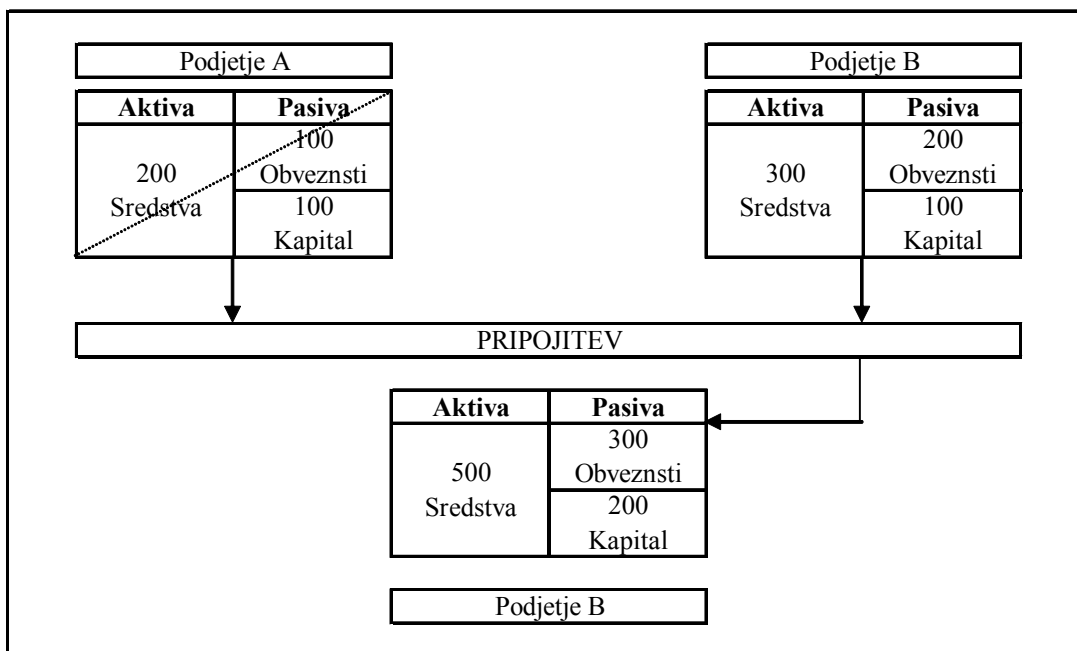 Podjetje A
Podjetje B
Aktiva Pasiva
200
Sredstva
100
Obveznsti
100
Kapital
Aktiva Pasiva
300
Sredstva
200
Obveznsti
100
Kapital
PRIPOJITEV
Aktiva Pasiva
500
Sredstva
300
Obveznsti
200
Kapital
Podjetje B